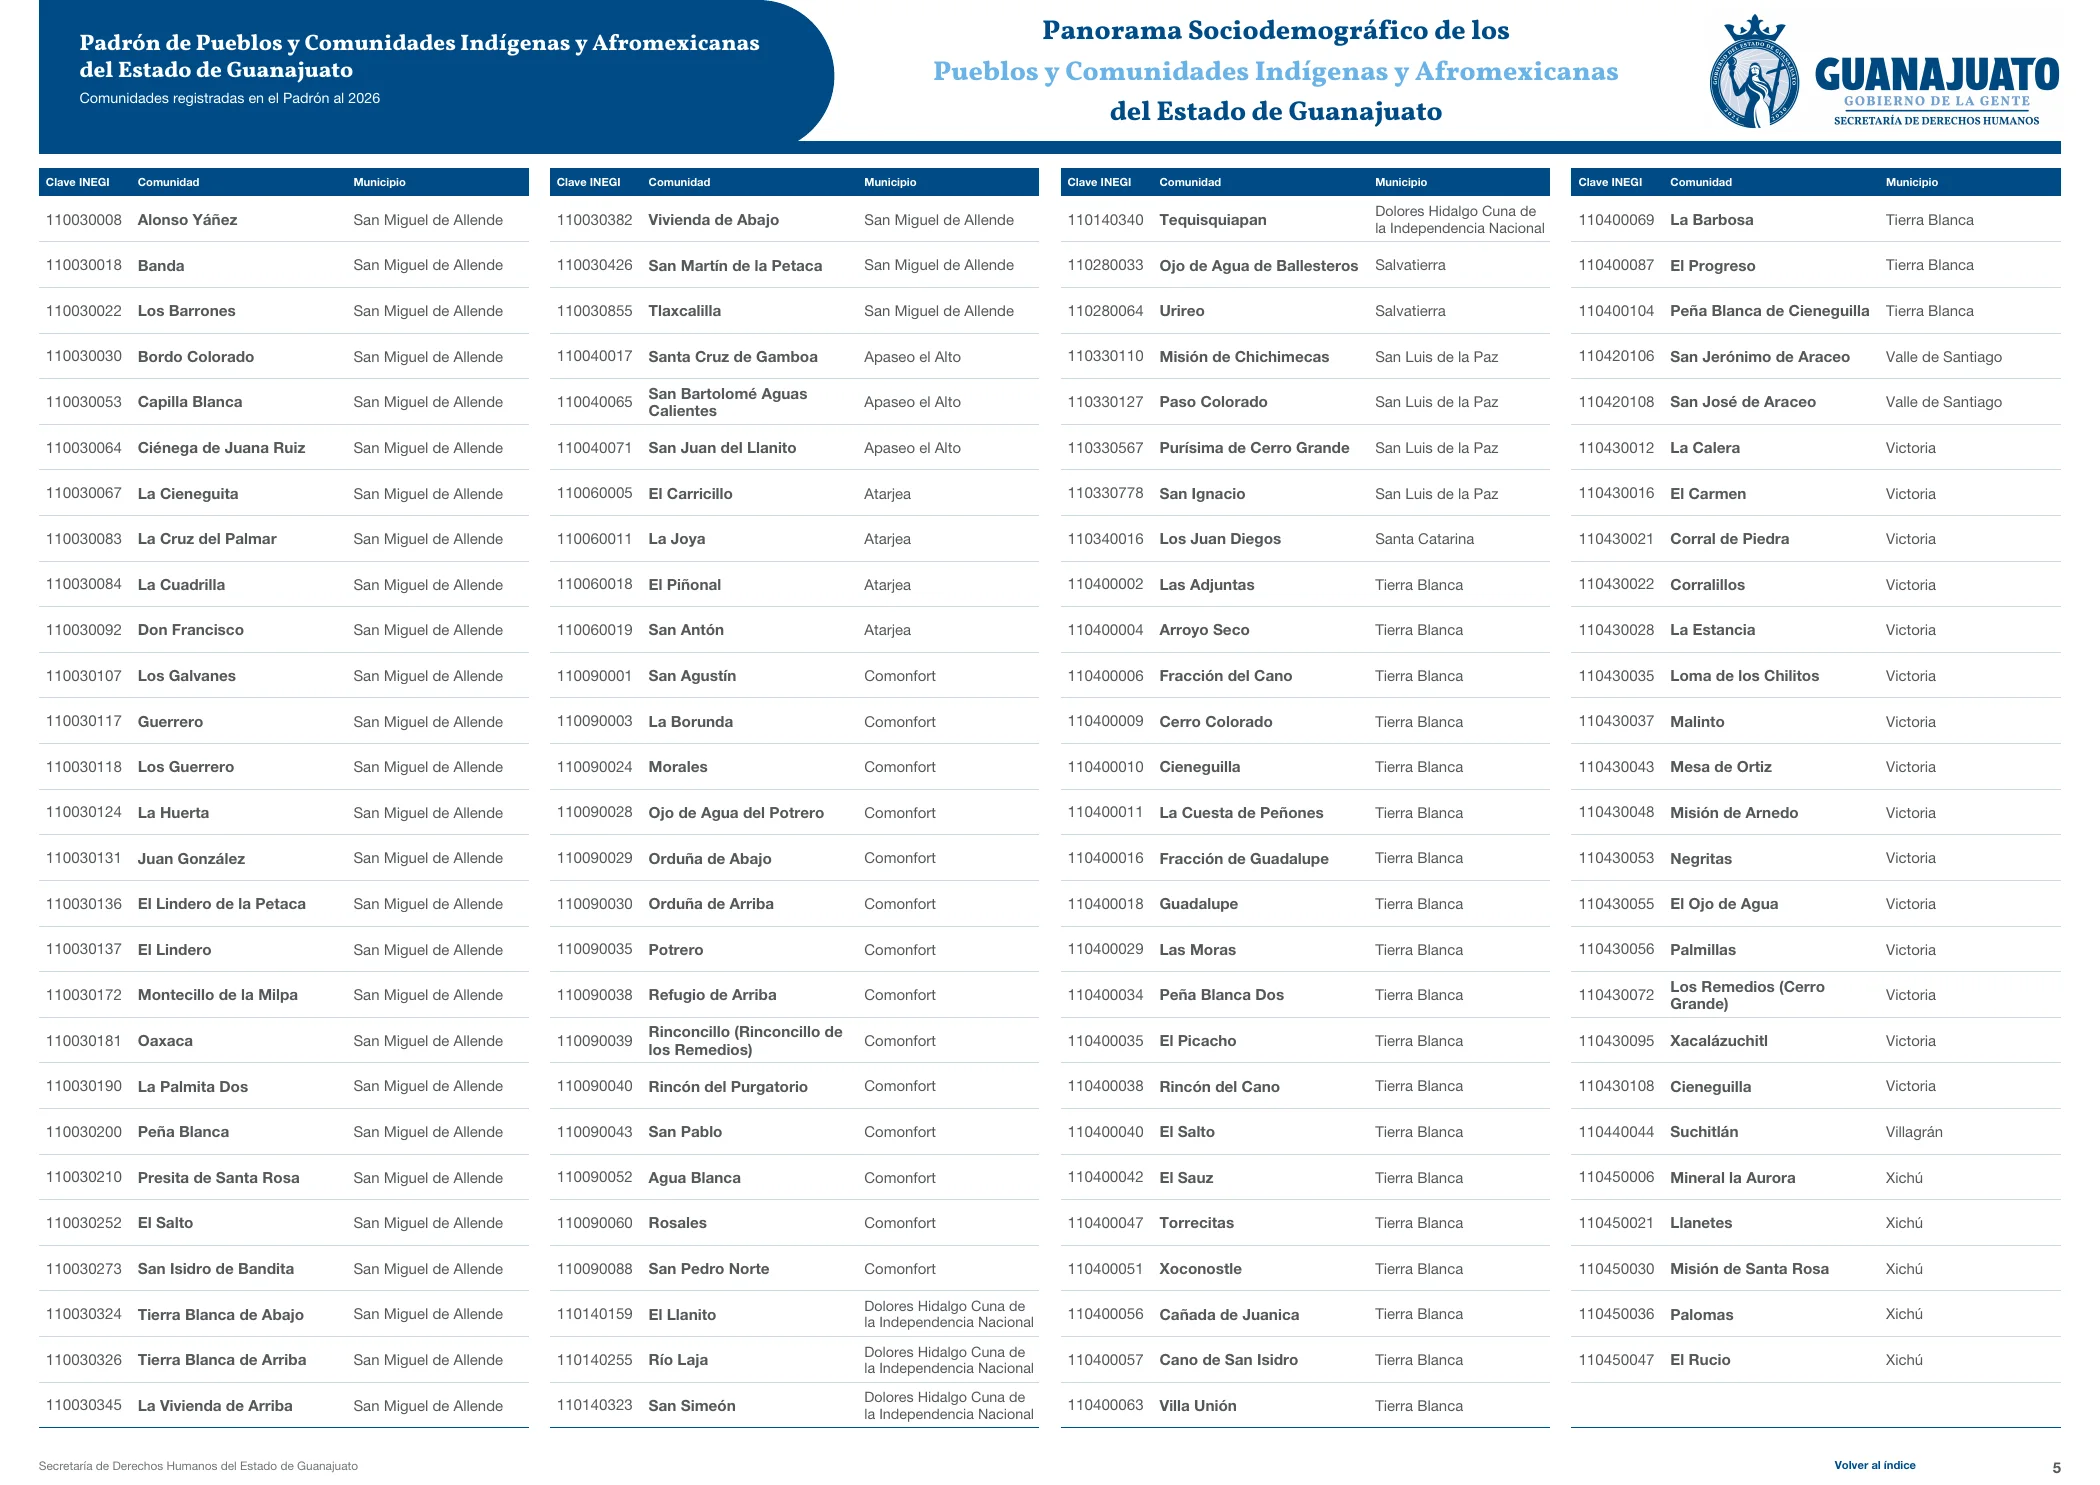 Padrón de Pueblos y Comunidades Indígenas y Afromexicanas
del Estado de Guanajuato
Comunidades registradas en el Padrón al 2026
Panorama Sociodemográfico de los
Pueblos y Comunidades Indígenas y Afromexicanas
del Estado de Guanajuato
GUANAJUATO
GOBIERNO DE LA GENTE
SECRETARÍA DE DERECHOS HUMANOS
Clave INEGI Comunidad Municipio
110030008 Alonso Yáñez San Miguel de Allende
110030018 Banda San Miguel de Allende
110030022 Los Barrones San Miguel de Allende
110030030 Bordo Colorado San Miguel de Allende
110030053 Capilla Blanca San Miguel de Allende
110030064 Ciénega de Juana Ruiz San Miguel de Allende
110030067 La Cieneguita San Miguel de Allende
110030083 La Cruz del Palmar San Miguel de Allende
110030084 La Cuadrilla San Miguel de Allende
110030092 Don Francisco San Miguel de Allende
110030107 Los Galvanes San Miguel de Allende
110030117 Guerrero San Miguel de Allende
110030118 Los Guerrero San Miguel de Allende
110030124 La Huerta San Miguel de Allende
110030131 Juan González San Miguel de Allende
110030136 El Lindero de la Petaca San Miguel de Allende
110030137 El Lindero San Miguel de Allende
110030172 Montecillo de la Milpa San Miguel de Allende
110030181 Oaxaca San Miguel de Allende
110030190 La Palmita Dos San Miguel de Allende
110030200 Peña Blanca San Miguel de Allende
110030210 Presita de Santa Rosa San Miguel de Allende
110030252 El Salto San Miguel de Allende
110030273 San Isidro de Bandita San Miguel de Allende
110030324 Tierra Blanca de Abajo San Miguel de Allende
110030326 Tierra Blanca de Arriba San Miguel de Allende
110030345 La Vivienda de Arriba San Miguel de Allende
Clave INEGI Comunidad Municipio
110030382 Vivienda de Abajo San Miguel de Allende
110030426 San Martín de la Petaca San Miguel de Allende
110030855 Tlaxcalilla San Miguel de Allende
110040017 Santa Cruz de Gamboa Apaseo el Alto
110040065 San Bartolomé Aguas
Calientes Apaseo el Alto
110040071 San Juan del Llanito Apaseo el Alto
110060005 El Carricillo Atarjea
110060011 La Joya Atarjea
110060018 El Piñonal Atarjea
110060019 San Antón Atarjea
110090001 San Agustín Comonfort
110090003 La Borunda Comonfort
110090024 Morales Comonfort
110090028 Ojo de Agua del Potrero Comonfort
110090029 Orduña de Abajo Comonfort
110090030 Orduña de Arriba Comonfort
110090035 Potrero Comonfort
110090038 Refugio de Arriba Comonfort
110090039 Rinconcillo (Rinconcillo de
los Remedios) Comonfort
110090040 Rincón del Purgatorio Comonfort
110090043 San Pablo Comonfort
110090052 Agua Blanca Comonfort
110090060 Rosales Comonfort
110090088 San Pedro Norte Comonfort
110140159 El Llanito Dolores Hidalgo Cuna de
la Independencia Nacional
110140255 Río Laja Dolores Hidalgo Cuna de
la Independencia Nacional
110140323 San Simeón Dolores Hidalgo Cuna de
la Independencia Nacional
Clave INEGI Comunidad Municipio
110140340 Tequisquiapan Dolores Hidalgo Cuna de
la Independencia Nacional
110280033 Ojo de Agua de Ballesteros Salvatierra
110280064 Urireo Salvatierra
110330110 Misión de Chichimecas San Luis de la Paz
110330127 Paso Colorado San Luis de la Paz
110330567 Purísima de Cerro Grande San Luis de la Paz
110330778 San Ignacio San Luis de la Paz
110340016 Los Juan Diegos Santa Catarina
110400002 Las Adjuntas Tierra Blanca
110400004 Arroyo Seco Tierra Blanca
110400006 Fracción del Cano Tierra Blanca
110400009 Cerro Colorado Tierra Blanca
110400010 Cieneguilla Tierra Blanca
110400011 La Cuesta de Peñones Tierra Blanca
110400016 Fracción de Guadalupe Tierra Blanca
110400018 Guadalupe Tierra Blanca
110400029 Las Moras Tierra Blanca
110400034 Peña Blanca Dos Tierra Blanca
110400035 El Picacho Tierra Blanca
110400038 Rincón del Cano Tierra Blanca
110400040 El Salto Tierra Blanca
110400042 El Sauz Tierra Blanca
110400047 Torrecitas Tierra Blanca
110400051 Xoconostle Tierra Blanca
110400056 Cañada de Juanica Tierra Blanca
110400057 Cano de San Isidro Tierra Blanca
110400063 Villa Unión Tierra Blanca
Clave INEGI Comunidad Municipio
110400069 La Barbosa Tierra Blanca
110400087 El Progreso Tierra Blanca
110400104 Peña Blanca de Cieneguilla Tierra Blanca
110420106 San Jerónimo de Araceo Valle de Santiago
110420108 San José de Araceo Valle de Santiago
110430012 La Calera Victoria
110430016 El Carmen Victoria
110430021 Corral de Piedra Victoria
110430022 Corralillos Victoria
110430028 La Estancia Victoria
110430035 Loma de los Chilitos Victoria
110430037 Malinto Victoria
110430043 Mesa de Ortiz Victoria
110430048 Misión de Arnedo Victoria
110430053 Negritas Victoria
110430055 El Ojo de Agua Victoria
110430056 Palmillas Victoria
110430072 Los Remedios (Cerro
Grande) Victoria
110430095 Xacalázuchitl Victoria
110430108 Cieneguilla Victoria
110440044 Suchitlán Villagrán
110450006 Mineral la Aurora Xichú
110450021 Llanetes Xichú
110450030 Misión de Santa Rosa Xichú
110450036 Palomas Xichú
110450047 El Rucio Xichú
Secretaría de Derechos Humanos del Estado de Guanajuato
Volver al índice
5